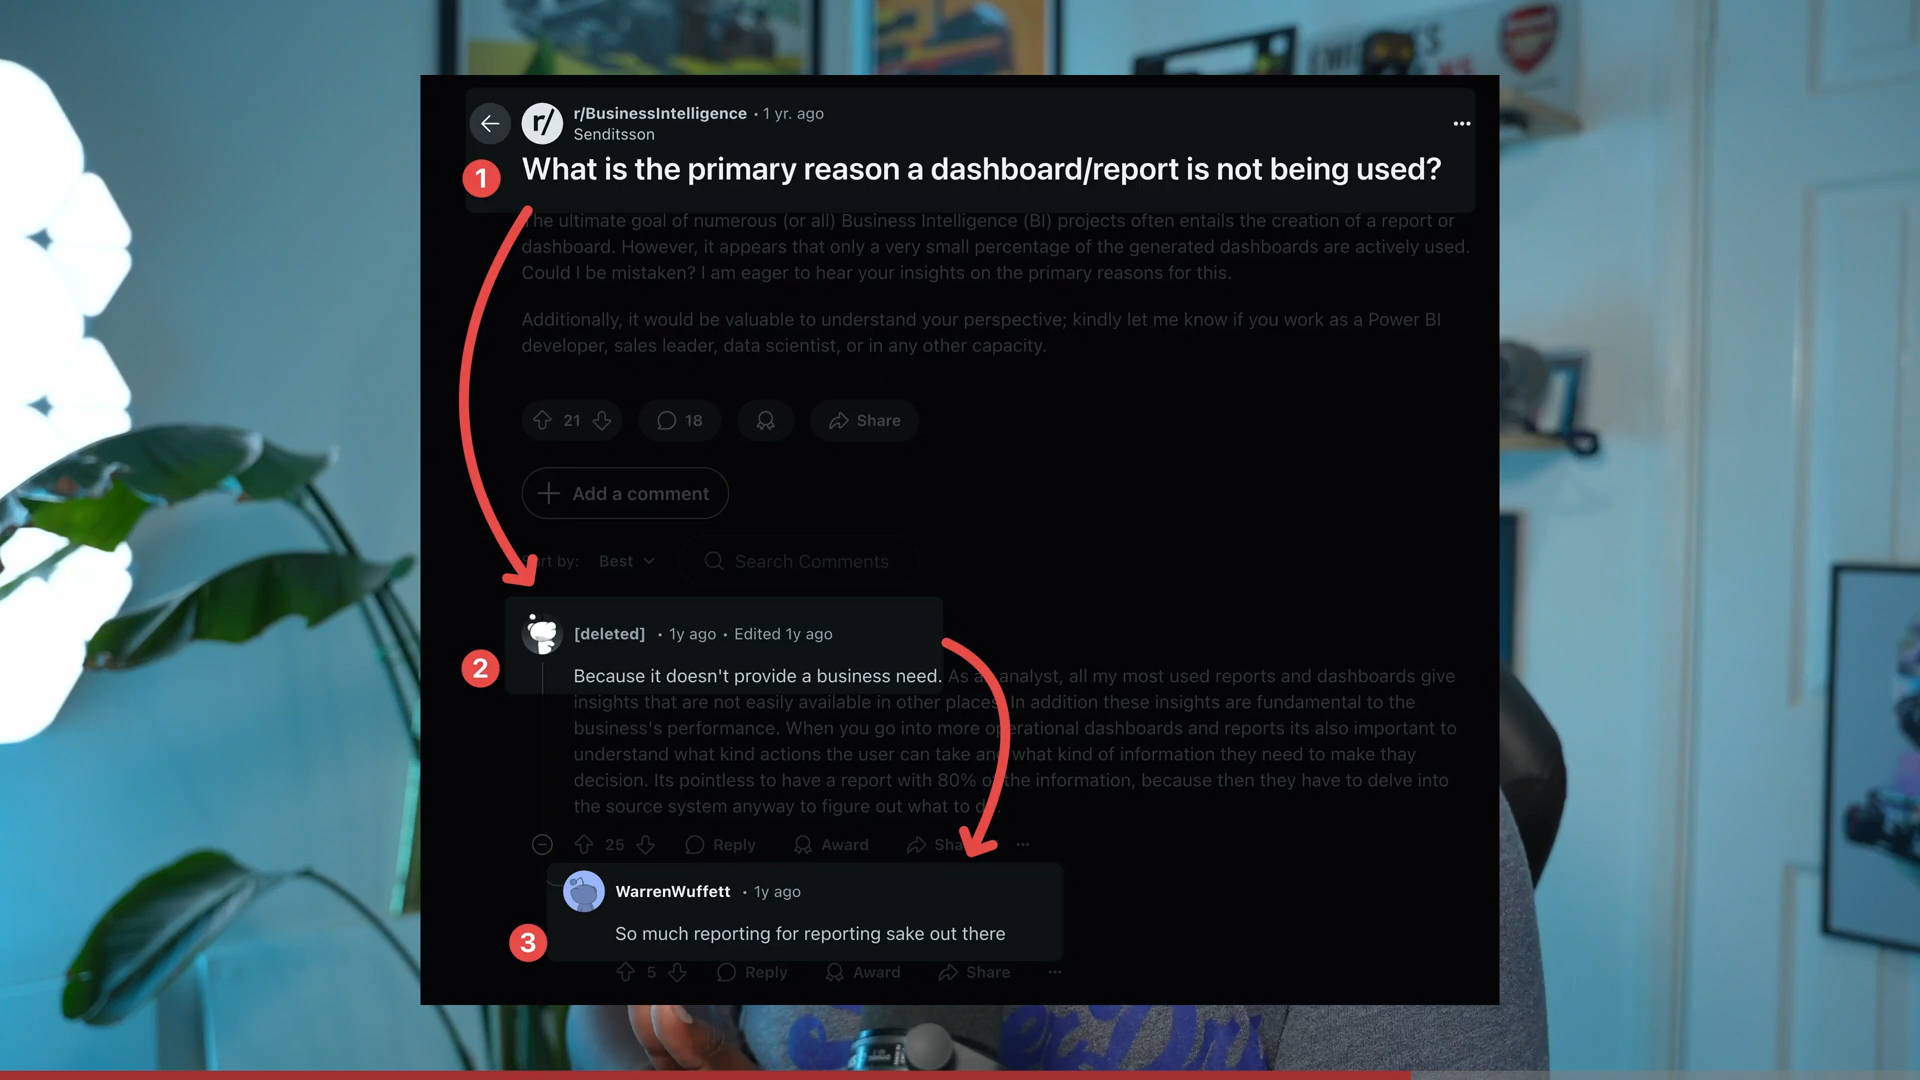 r/BusinessIntelligence • 1 yr. ago
Senditsson
1 What is the primary reason a dashboard/report is not being used?
The ultimate goal of numerous (or all) Business Intelligence (BI) projects often entails the creation of a report or
dashboard. However, it appears that only a very small percentage of the generated dashboards are actively used.
Could I be mistaken? I am eager to hear your insights on the primary reasons for this.
Additionally, it would be valuable to understand your perspective; kindly let me know if you work as a Power BI
developer, sales leader, data scientist, or in any other capacity.
21 18 Share
Add a comment
Sort by: Best Search Comments
[deleted] • 1y ago • Edited 1y ago
2 Because it doesn't provide a business need. As an analyst, all my most used reports and dashboards give
insights that are not easily available in other places. In addition these insights are fundamental to the
business's performance. When you go into more operational dashboards and reports its also important to
understand what kind actions the user can take and what kind of information they need to make thay
decision. Its pointless to have a report with 80% of the information, because then they have to delve into
the source system anyway to figure out what to do.
25 Reply Award Share
WarrenWuffett • 1y ago
3 So much reporting for reporting sake out there
5 Reply Award Share